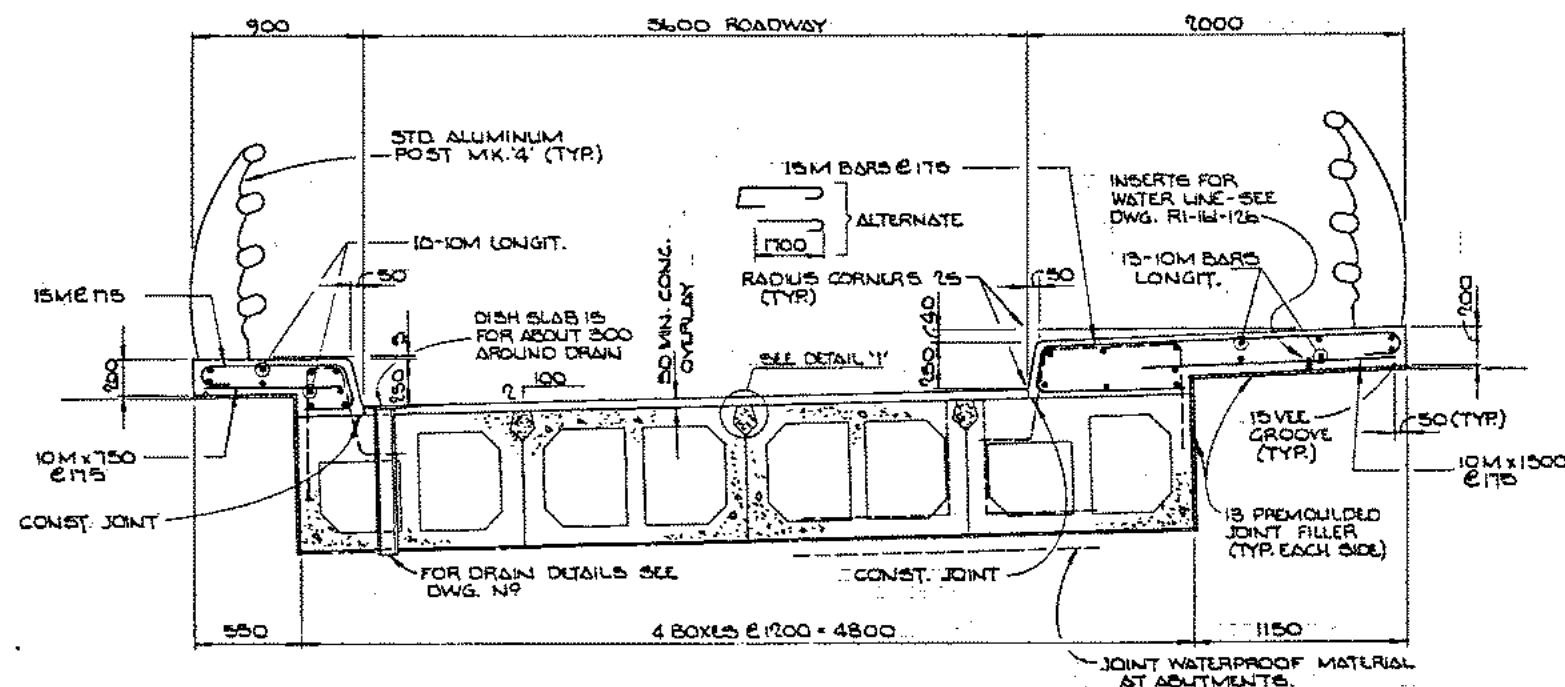 900
3600 ROADWAY
2000
STD. ALUMINUM
POST MK.'4' (TYP.)
15M BARS @ 175
ALTERNATE
1700
INSERTS FOR
WATER LINE-SEE
DWG. R1-161-126
10-10M LONGIT.
50
RADIUS CORNERS 25
(TYP.)
150
13-10M BARS
LONGIT.
200
15M @ 175
DISH SLAB 15
FOR ABOUT 300
AROUND DRAIN
50 MIN. CONC.
OVERLAY
SEE DETAIL '1'
250
40
200
250
2
100
15 VEE
GROOVE
(TYP.)
50 (TYP.)
10M x 750
@ 175
10M x 1500
@ 175
CONST. JOINT
13 PREMOULDED
JOINT FILLER
(TYP. EACH SIDE)
FOR DRAIN DETAILS SEE
DWG. Nº
CONST. JOINT
550
4 BOXES @ 1200 = 4800
1150
JOINT WATERPROOF MATERIAL
AT ABUTMENTS.